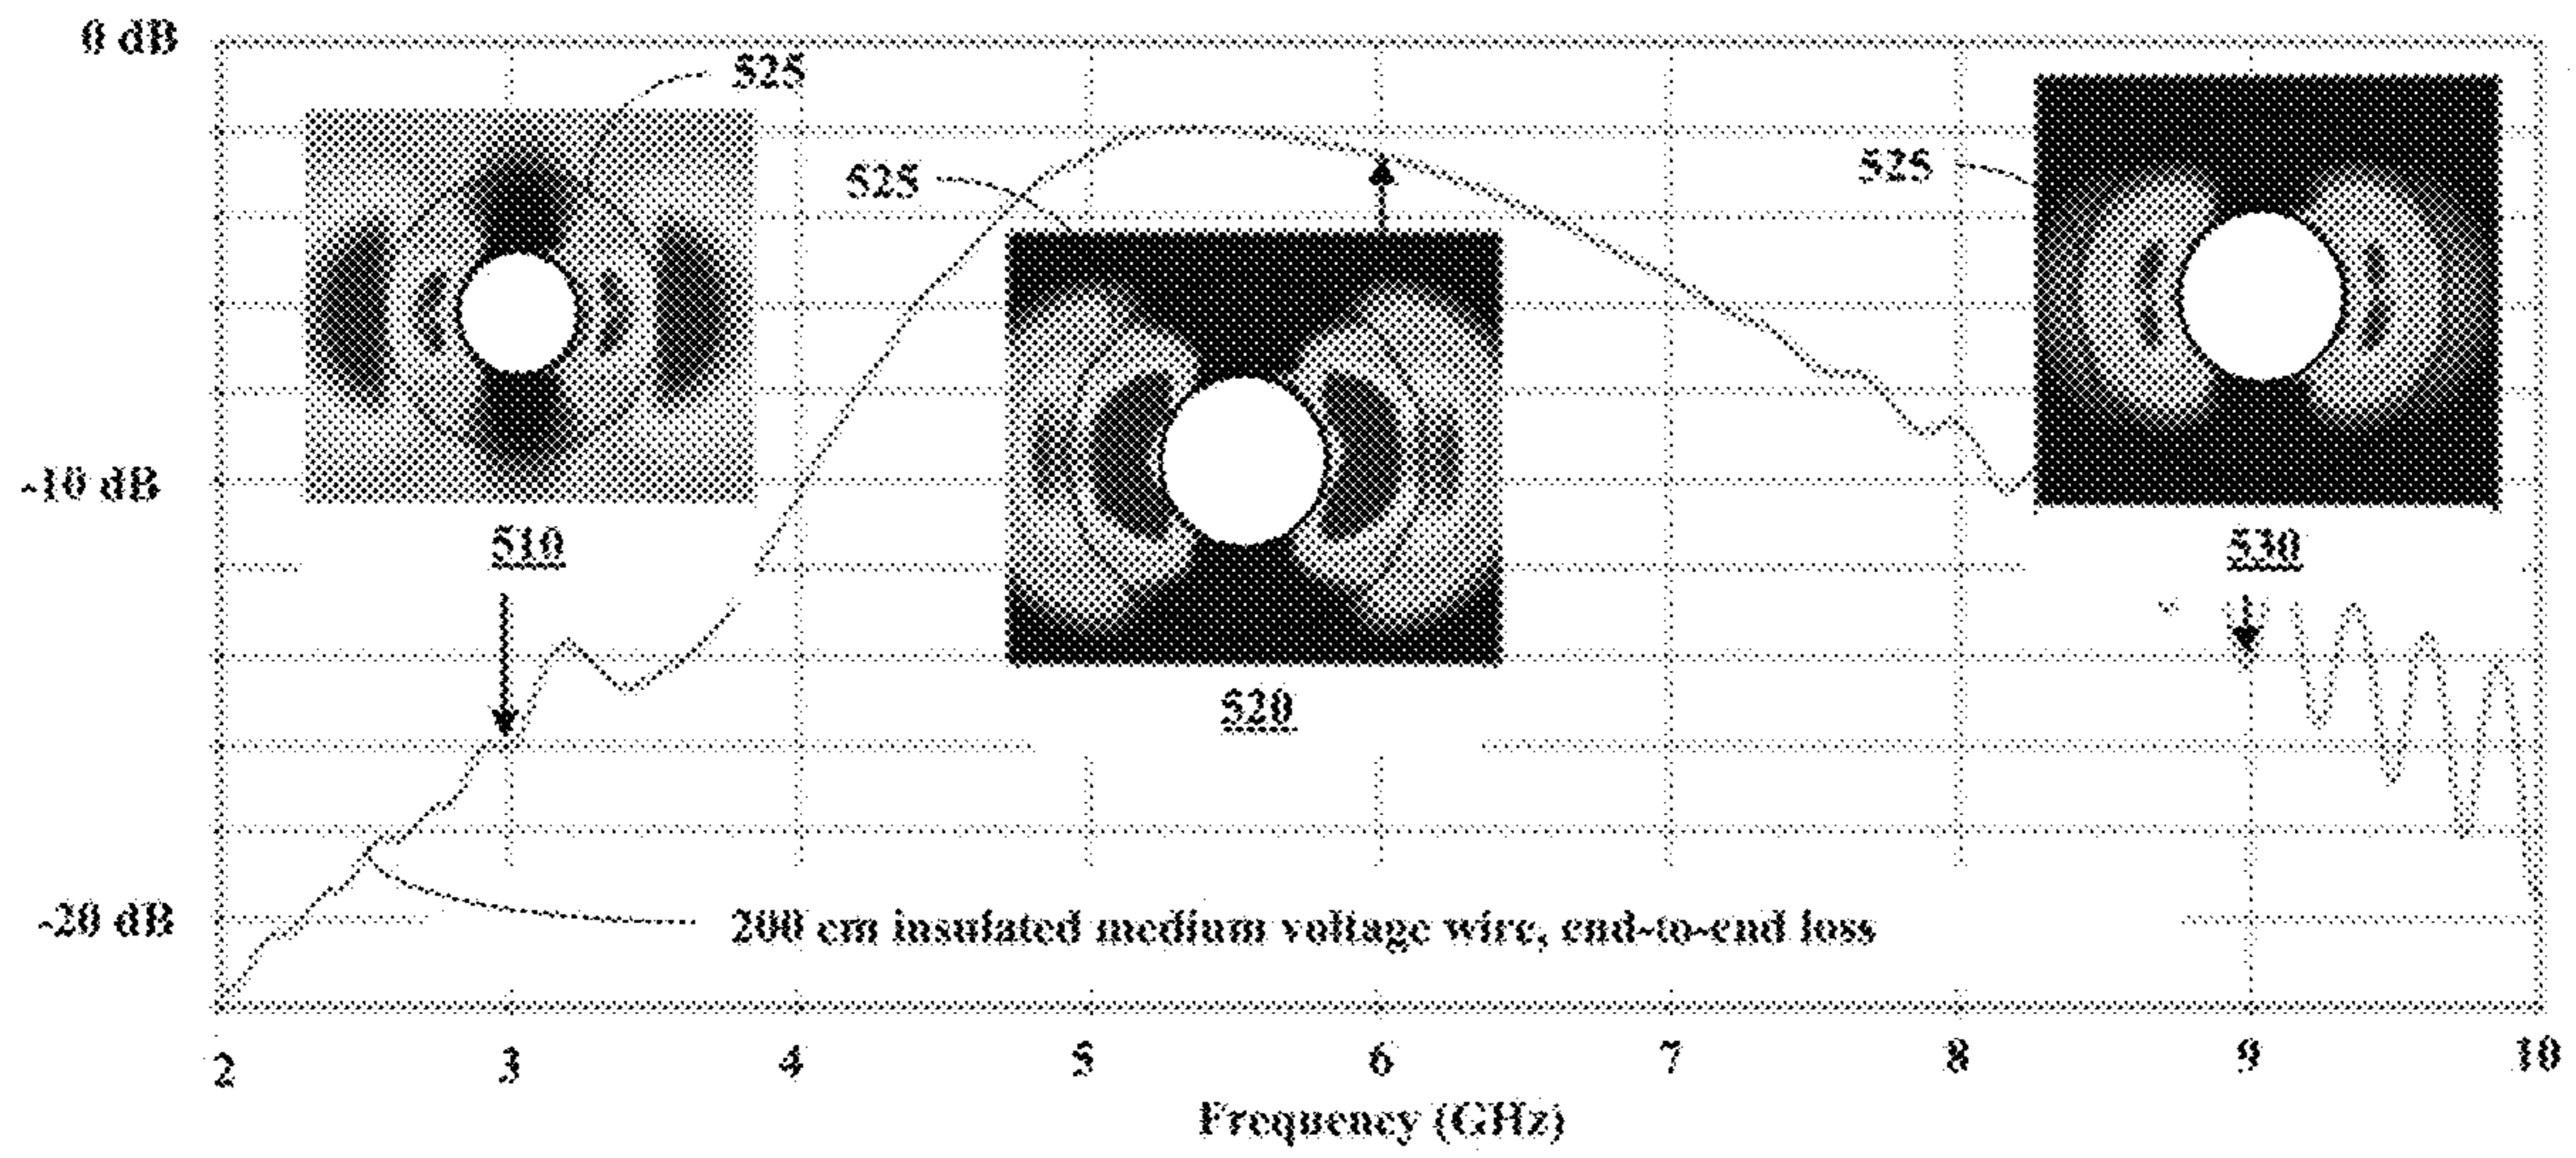 0 dB
525
525
525
-10 dB
510
530
520
-20 dB
200 cm insulated medium voltage wire, end-to-end loss
2 3 4 5 6 7 8 9 10
Frequency (GHz)